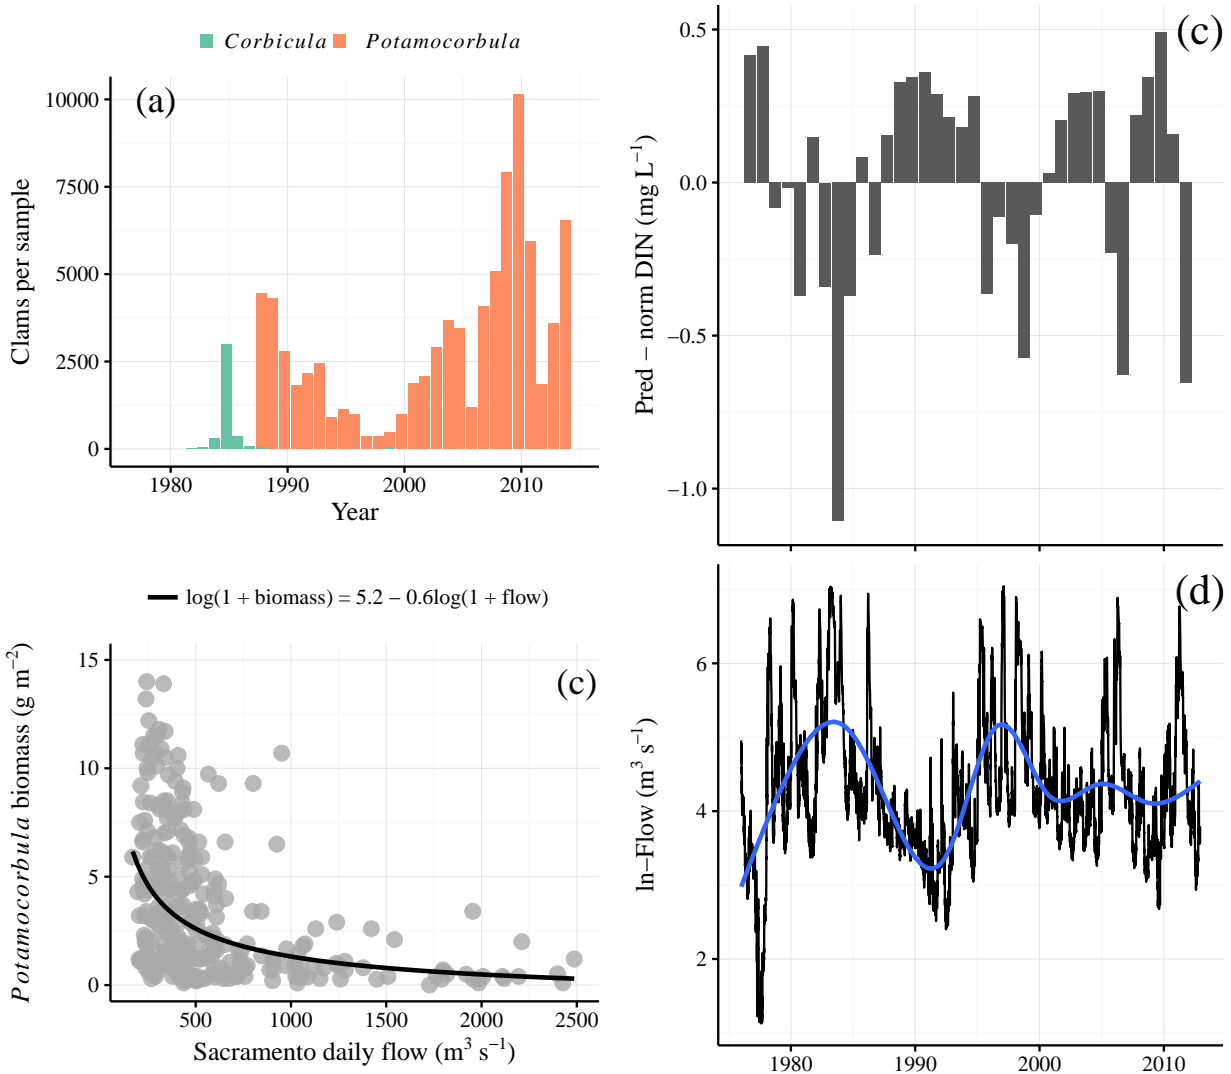 Corbicula Potamocorbula
(a)
10000
7500
5000
2500
0
Clams per sample
1980 1990 2000 2010
Year
log(1 + biomass) = 5.2 − 0.6log(1 + flow)
(c)
15
10
5
0
Potamocorbula biomass (g m⁻²)
500 1000 1500 2000 2500
Sacramento daily flow (m³ s⁻¹)
(c)
0.5
0.0
−0.5
−1.0
Pred − norm DIN (mg L⁻¹)
(d)
6
4
2
ln−Flow (m³ s⁻¹)
1980 1990 2000 2010